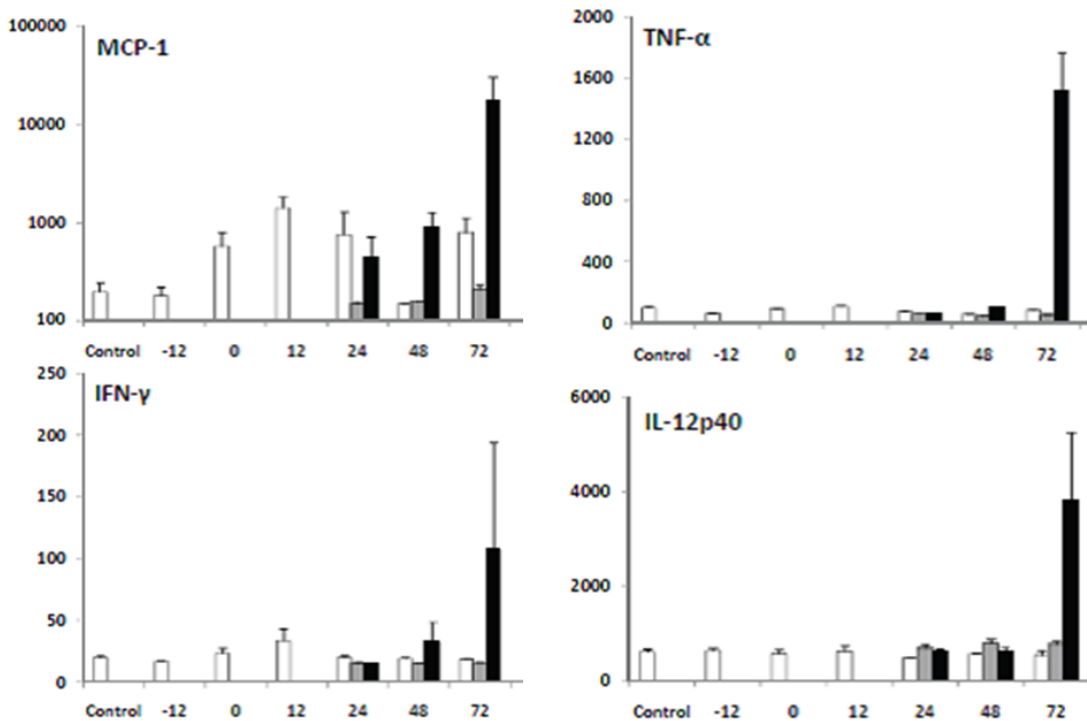 MCP-1
100000
10000
1000
100
Control -12 0 12 24 48 72
TNF-α
2000
1600
1200
800
400
0
Control -12 0 12 24 48 72
IFN-γ
250
200
150
100
50
0
Control -12 0 12 24 48 72
IL-12p40
6000
4000
2000
0
Control -12 0 12 24 48 72